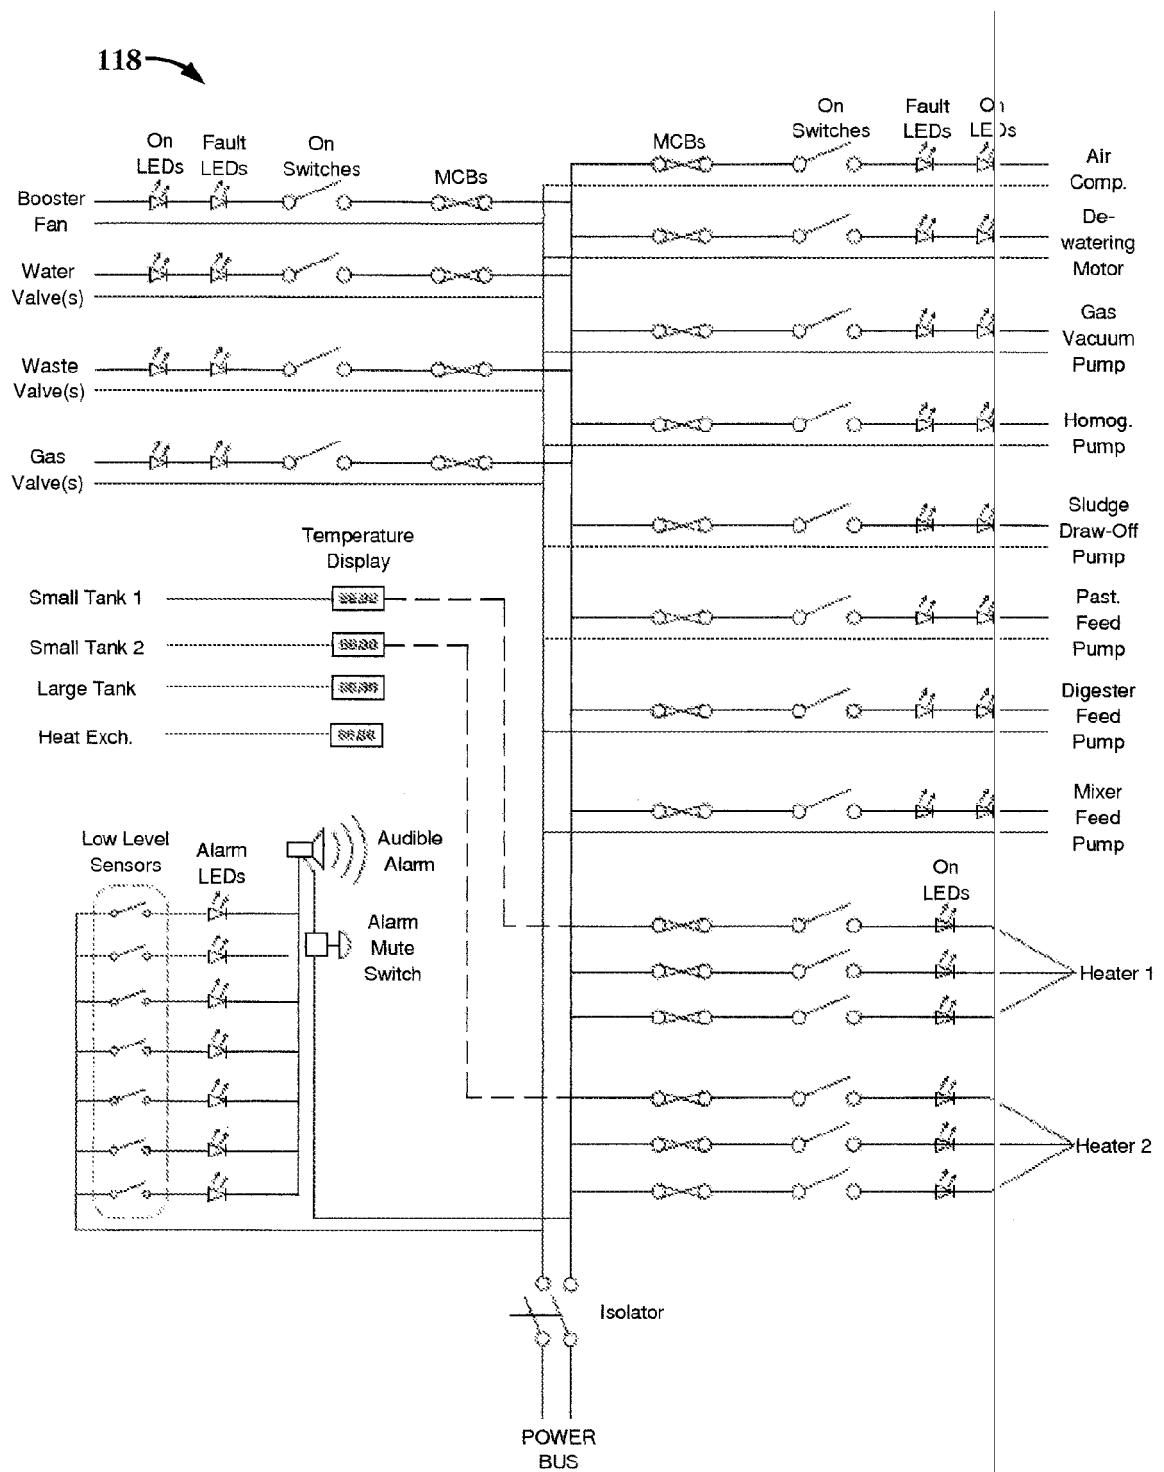 118
On
LEDs
Fault
LEDs
On
Switches
MCBs
Booster
Fan
Water
Valve(s)
Waste
Valve(s)
Gas
Valve(s)
MCBs
On
Switches
Fault
LEDs
On
LEDs
Air
Comp.
De-
watering
Motor
Gas
Vacuum
Pump
Homog.
Pump
Sludge
Draw-Off
Pump
Past.
Feed
Pump
Digester
Feed
Pump
Mixer
Feed
Pump
Temperature
Display
Small Tank 1
Small Tank 2
Large Tank
Heat Exch.
Low Level
Sensors
Alarm
LEDs
Audible
Alarm
Alarm
Mute
Switch
On
LEDs
Heater 1
Heater 2
Isolator
POWER
BUS